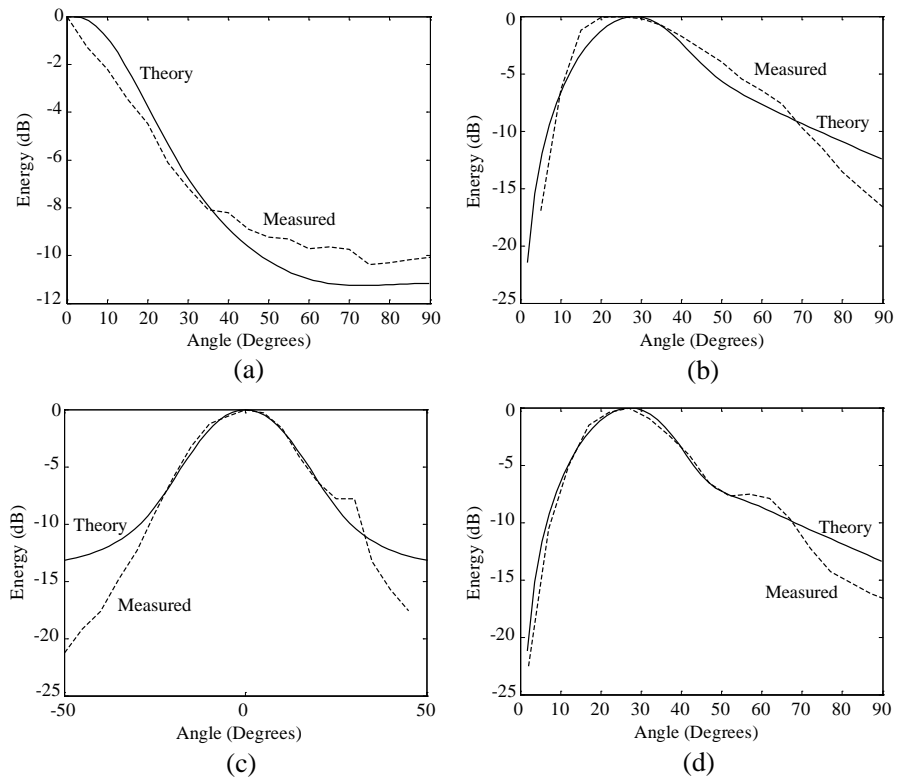 0
-2
-4
-6
-8
-10
-12
Energy (dB)
Theory
Measured
0 10 20 30 40 50 60 70 80 90
Angle (Degrees)
(a)
0
-5
-10
-15
-20
-25
Energy (dB)
Measured
Theory
0 10 20 30 40 50 60 70 80 90
Angle (Degrees)
(b)
0
-5
-10
-15
-20
-25
Energy (dB)
Theory
Measured
-50 0 50
Angle (Degrees)
(c)
0
-5
-10
-15
-20
-25
Energy (dB)
Theory
Measured
0 10 20 30 40 50 60 70 80 90
Angle (Degrees)
(d)